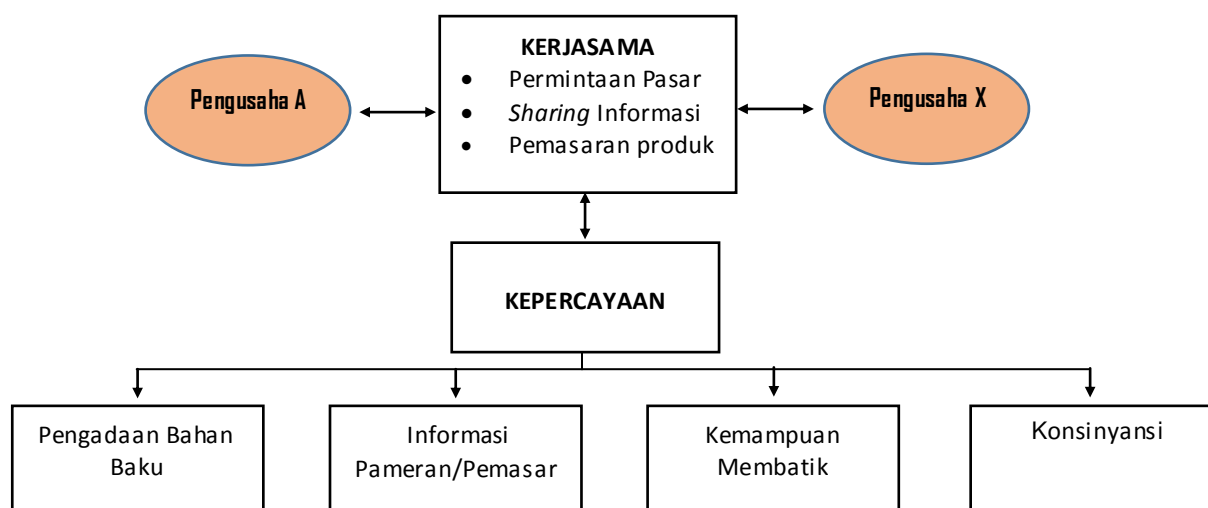 KERJASAMA
• Permintaan Pasar
• Sharing Informasi
• Pemasaran produk
Pengusaha A
Pengusaha X
KEPERCAYAAN
Pengadaan Bahan
Baku
Informasi
Pameran/Pemasar
Kemampuan
Membatik
Konsinyansi